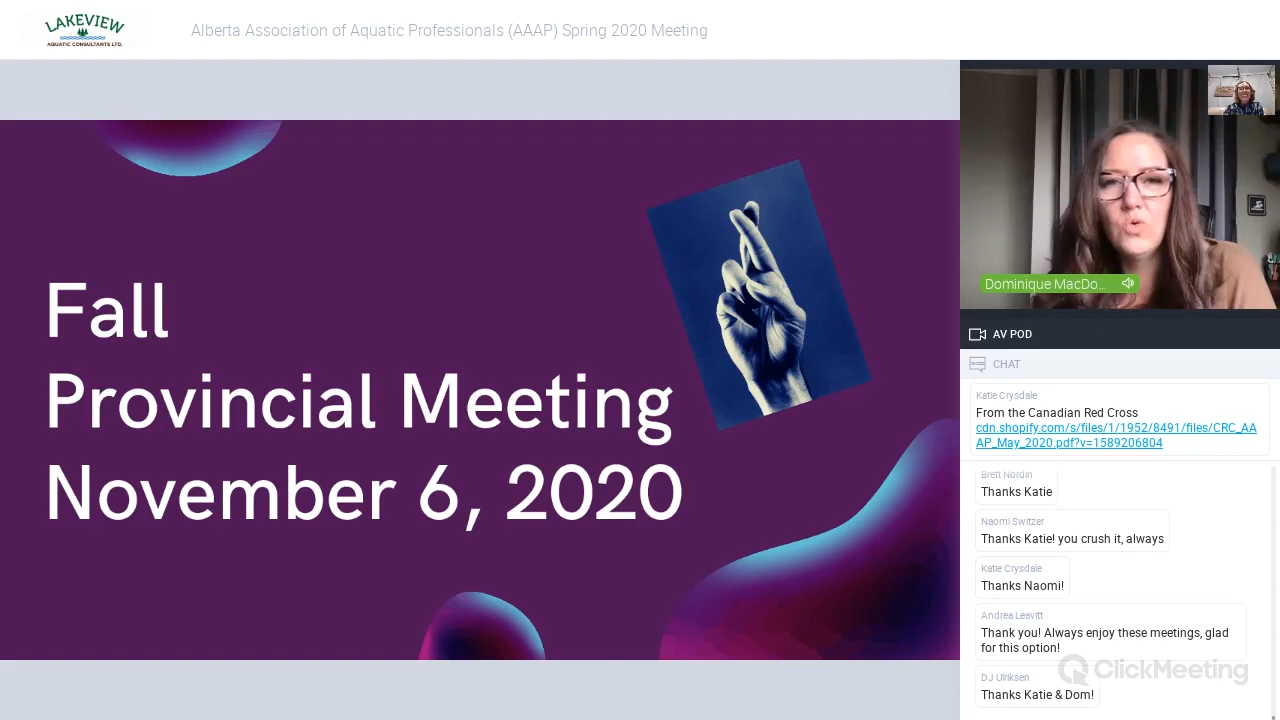 LAKEVIEW
AQUATIC CONSULTANTS LTD.
Alberta Association of Aquatic Professionals (AAAP) Spring 2020 Meeting
Fall
Provincial Meeting
November 6, 2020
Dominique MacDo...
AV POD
CHAT
Katie Crysdale
From the Canadian Red Cross
cdn.shopify.com/s/files/1/1952/8491/files/CRC_AA
AP_May_2020.pdf?v=1589206804
Brett Nordin
Thanks Katie
Naomi Switzer
Thanks Katie! you crush it, always
Katie Crysdale
Thanks Naomi!
Andrea Leavitt
Thank you! Always enjoy these meetings, glad
for this option!
ClickMeeting
DJ Ulriksen
Thanks Katie & Dom!